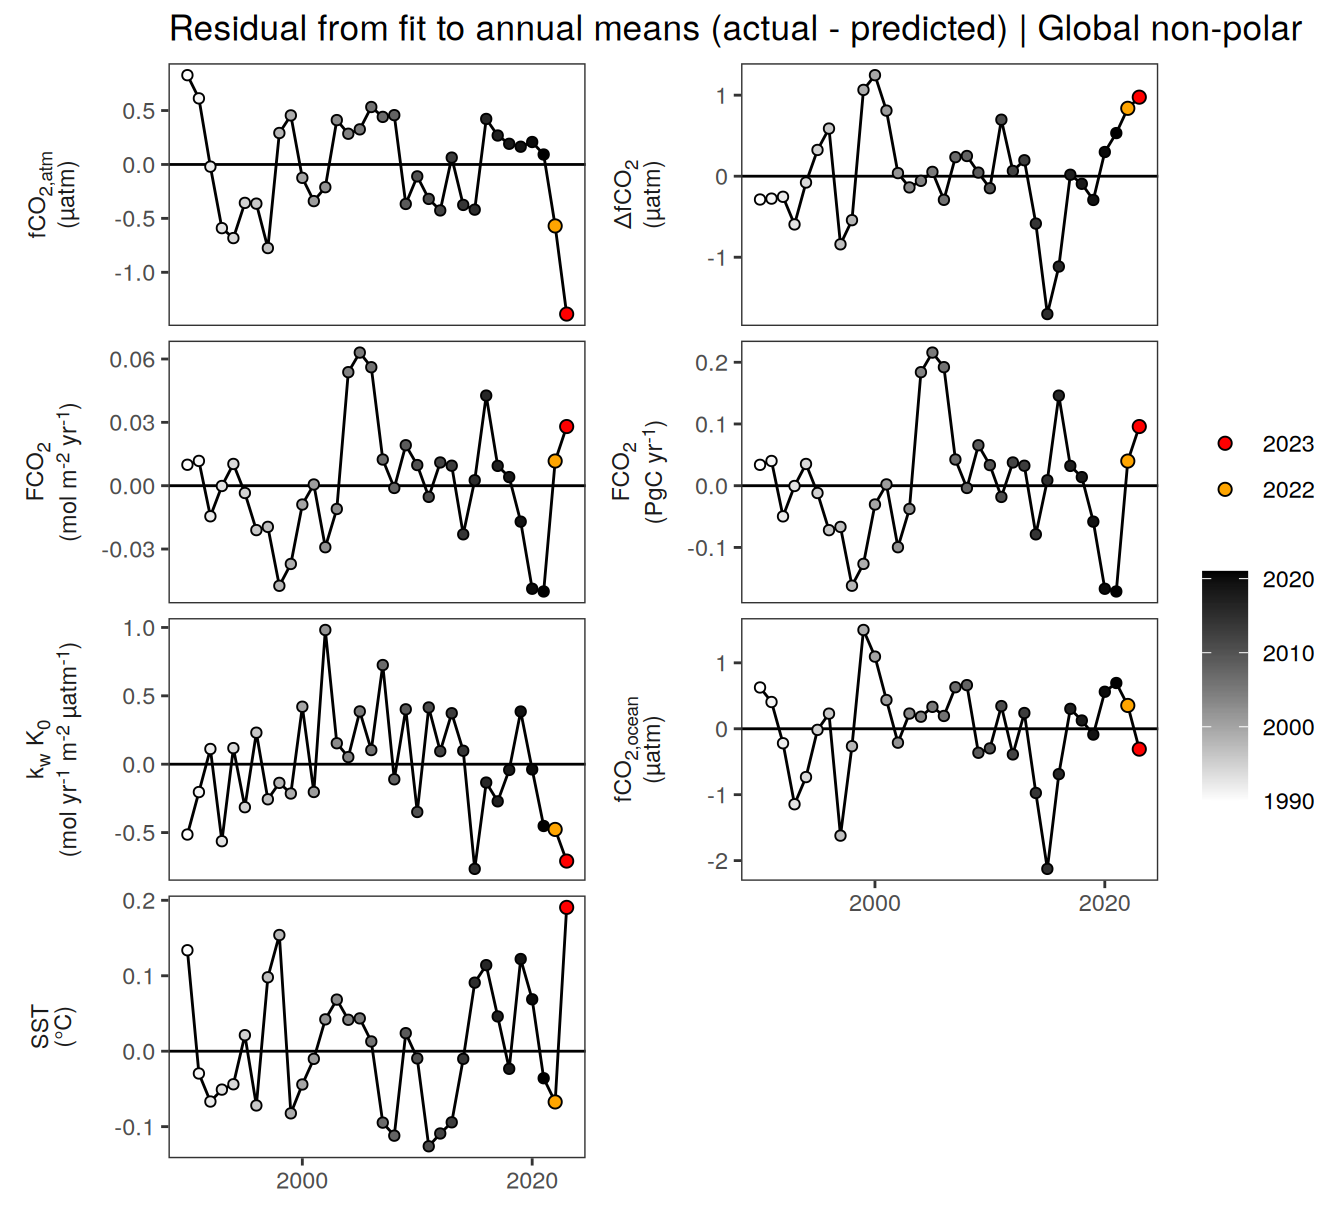 Residual from fit to annual means (actual - predicted) | Global non-polar
fCO2,atm
(µatm)
0.5
0.0
-0.5
-1.0
ΔfCO2
(µatm)
1
0
-1
FCO2
(mol m-2 yr-1)
0.06
0.03
0.00
-0.03
FCO2
(PgC yr-1)
0.2
0.1
0.0
-0.1
kw K0
(mol yr-1 m-2 µatm-1)
1.0
0.5
0.0
-0.5
fCO2,ocean
(µatm)
1
0
-1
-2
2000
2020
SST
(°C)
0.2
0.1
0.0
-0.1
2000
2020
2023
2022
2020
2010
2000
1990